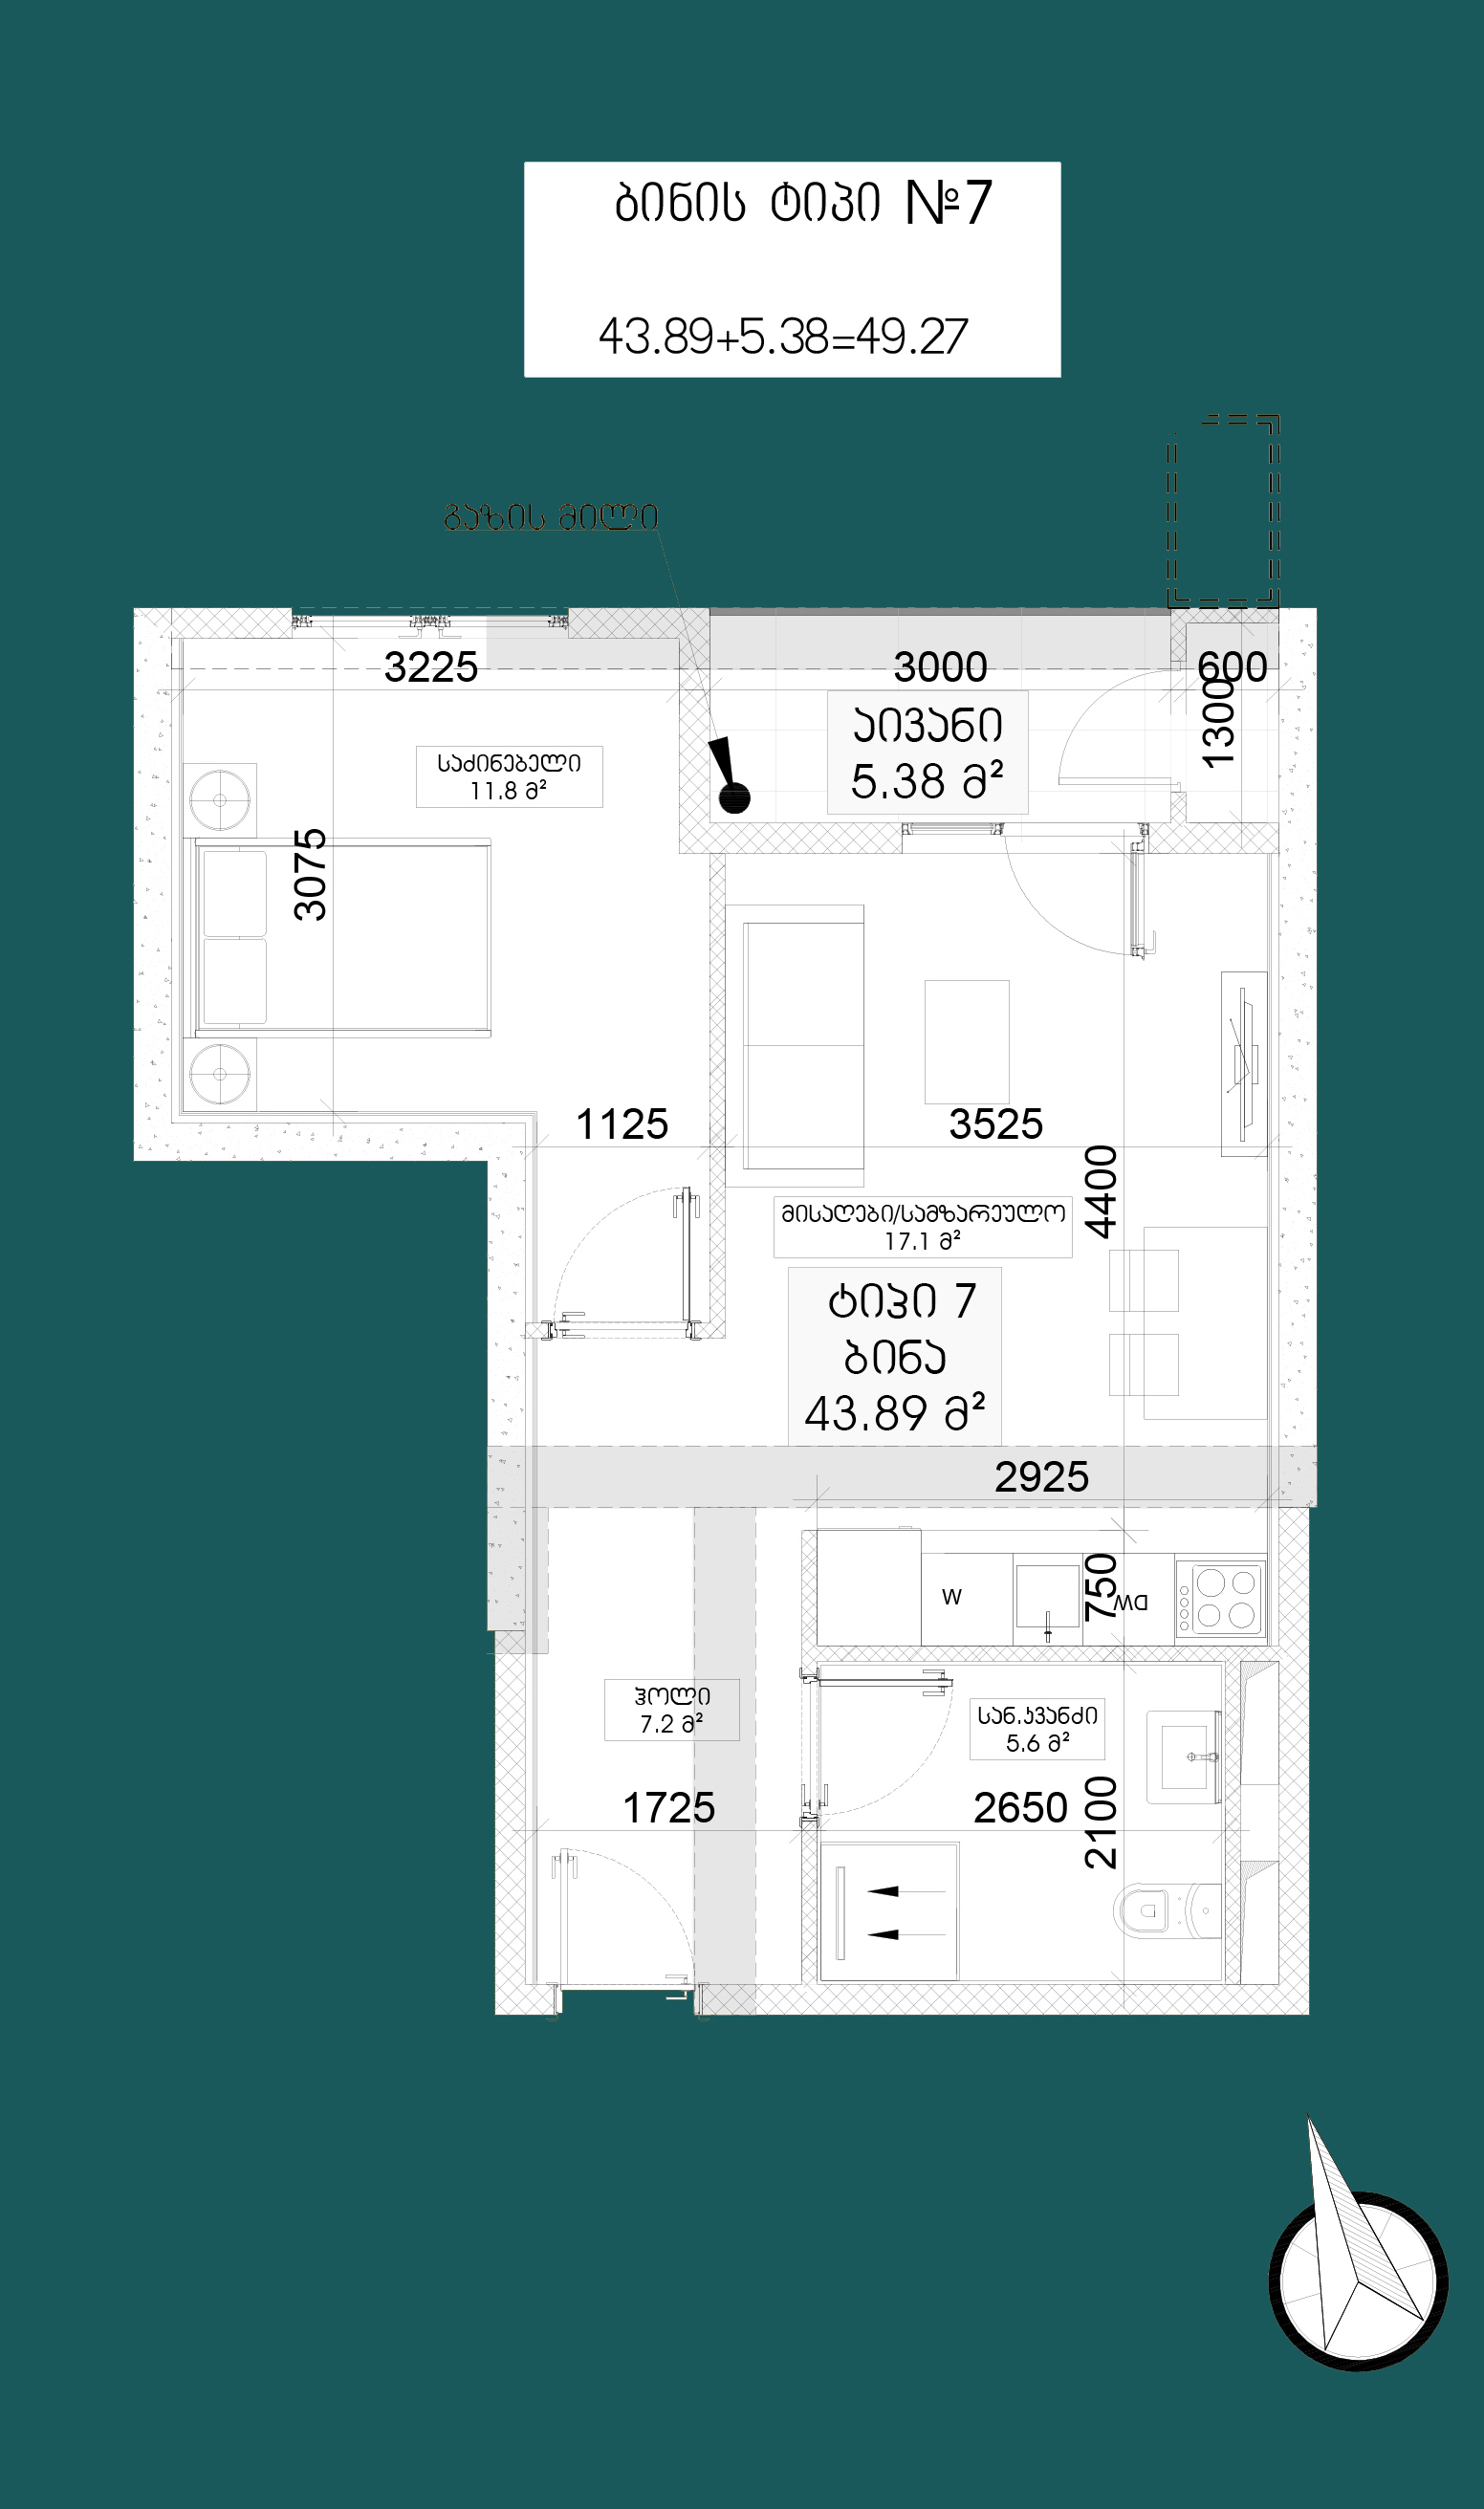 ბინის ტიპი №7
43.89+5.38=49.27
გაზის მილი
3225
3000
600
1300
აივანი
5.38 მ²
საძინებელი
11.8 მ²
3075
1125
3525
4400
მისაღები/სამზარეულო
17.1 მ²
ტიპი 7
ბინა
43.89 მ²
2925
750
W
DW
ჰოლი
7.2 მ²
სან.კვანძი
5.6 მ²
1725
2650
2100